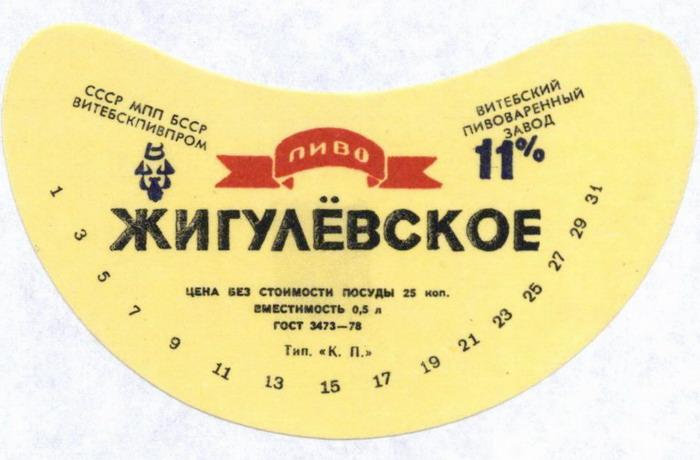 СССР МПП БССР
ВИТЕБСКПИВПРОМ
ВИТЕБСКИЙ
ПИВОВАРЕННЫЙ
ЗАВОД
11%
ПИВО
ЖИГУЛЁВСКОЕ
ЦЕНА БЕЗ СТОИМОСТИ ПОСУДЫ 25 коп.
ВМЕСТИМОСТЬ 0,5 л
ГОСТ 3473—78
Тип. «К. П.»
1 3 5 7 9 11 13 15 17 19 21 23 25 27 29 31